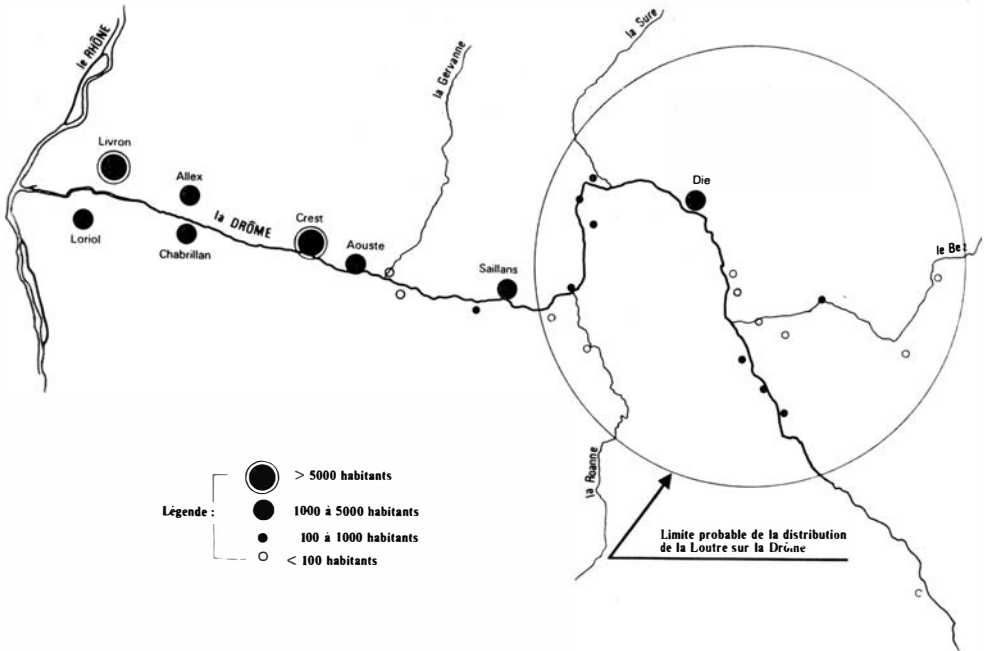 le RHÔNE
la Gervanne
la Sure
Livron
Allex
Die
la DRÔME
Crest
Loriol
Chabrillan
Aouste
Saillans
le Bez
la Roanne
Légende :
> 5000 habitants
1000 à 5000 habitants
100 à 1000 habitants
< 100 habitants
Limite probable de la distribution
de la Loutre sur la Drôme